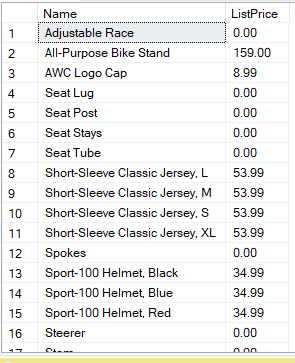 Name ListPrice
1 Adjustable Race 0.00
2 All-Purpose Bike Stand 159.00
3 AWC Logo Cap 8.99
4 Seat Lug 0.00
5 Seat Post 0.00
6 Seat Stays 0.00
7 Seat Tube 0.00
8 Short-Sleeve Classic Jersey, L 53.99
9 Short-Sleeve Classic Jersey, M 53.99
10 Short-Sleeve Classic Jersey, S 53.99
11 Short-Sleeve Classic Jersey, XL 53.99
12 Spokes 0.00
13 Sport-100 Helmet, Black 34.99
14 Sport-100 Helmet, Blue 34.99
15 Sport-100 Helmet, Red 34.99
16 Steerer 0.00